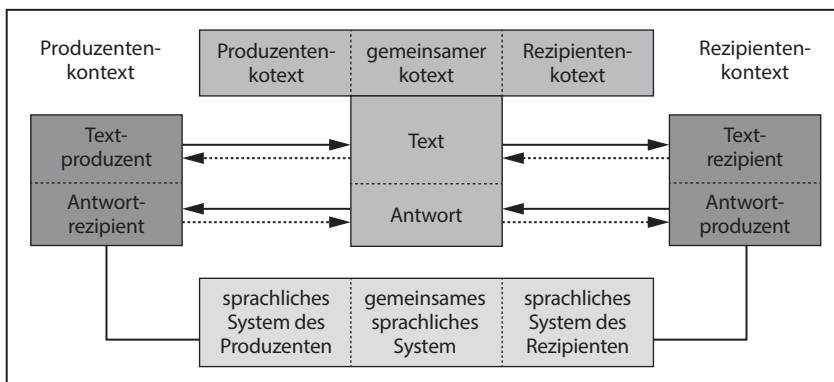 Produzenten-
kontext
Produzenten-
kotext
gemeinsamer
kotext
Rezipienten-
kotext
Rezipienten-
kontext
Text-
produzent
Text
Text-
rezipient
Antwort-
rezipient
Antwort
Antwort-
produzent
sprachliches
System des
Produzenten
gemeinsames
sprachliches
System
sprachliches
System des
Rezipienten